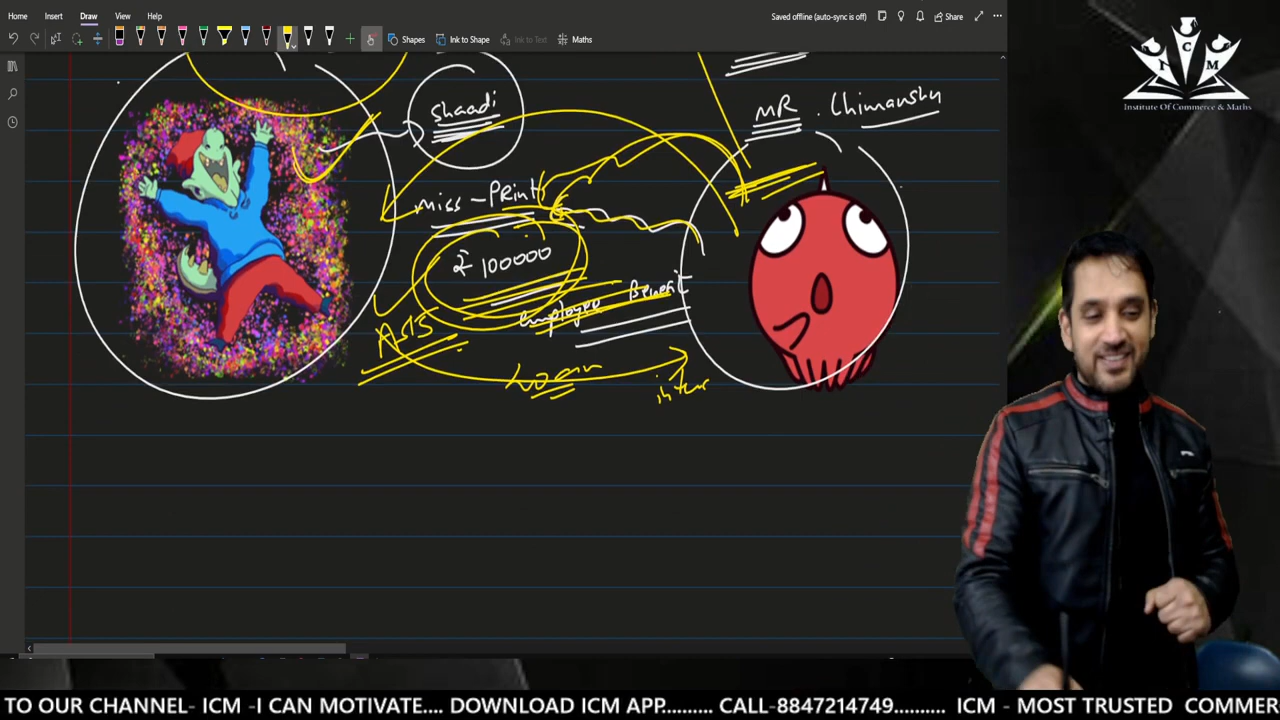 Home Insert Draw View Help
Saved offline (auto-sync is off) Share
Shapes Ink to Shape Ink to Text Maths
shaadi
MR. Chimanshu
miss-Print
₹ 100000
employee Benefit
Loan
I C M
Institute Of Commerce & Maths
TO OUR CHANNEL- ICM -I CAN MOTIVATE.... DOWNLOAD ICM APP......... CALL-8847214749.......... ICM - MOST TRUSTED COMMER